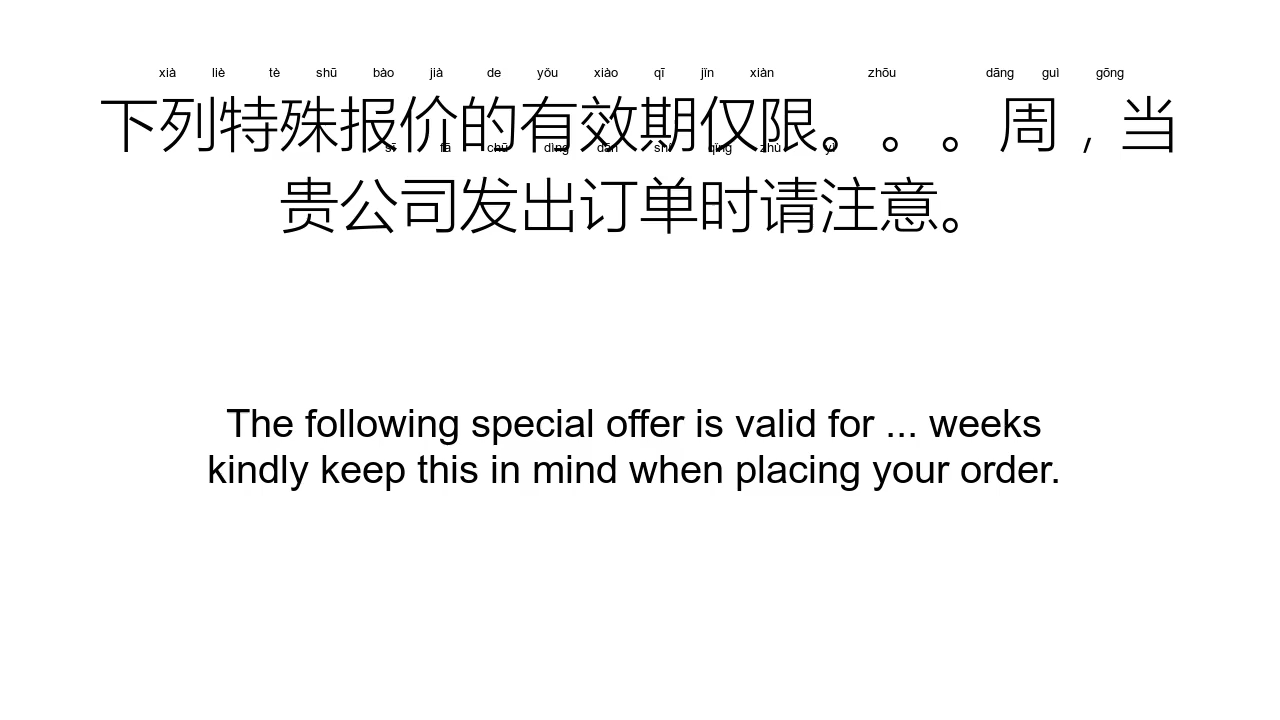 xià liè tè shū bào jià de yǒu xiào qī jǐn xiàn zhōu dāng guì gōng
下列特殊报价的有效期仅限。。。周，当
sī fā chū dìng dān shí qǐng zhù yì
贵公司发出订单时请注意。
The following special offer is valid for ... weeks
kindly keep this in mind when placing your order.